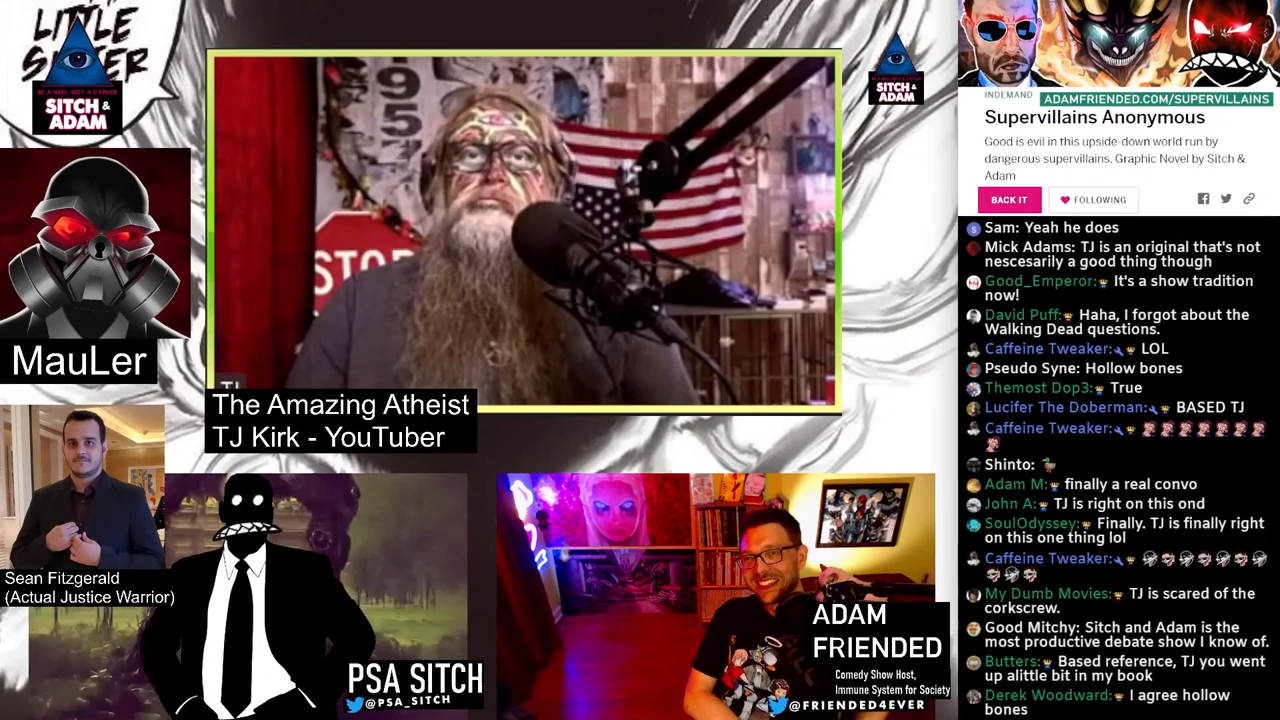 LITTLE
BE A NEO, NOT A CYPHER
SITCH &
ADAM
MauLer
Sean Fitzgerald
(Actual Justice Warrior)
1957
STOP
TJ
The Amazing Atheist
TJ Kirk - YouTuber
SITCH &
ADAM
PSA SITCH
@PSA_SITCH
ADAM
FRIENDED
Comedy Show Host,
Immune System for Society
@FRIENDED4EVER
INDEMAND
ADAMFRIENDED.COM/SUPERVILLAINS
Supervillains Anonymous
Good is evil in this upside-down world run by
dangerous supervillains. Graphic Novel by Sitch &
Adam
BACK IT
FOLLOWING
Sam: Yeah he does
Mick Adams: TJ is an original that's not
nescesarily a good thing though
Good_Emperor: It's a show tradition
now!
David Puff: Haha, I forgot about the
Walking Dead questions.
Caffeine Tweaker: LOL
Pseudo Syne: Hollow bones
Themost Dop3: True
Lucifer The Doberman: BASED TJ
Caffeine Tweaker:
Shinto:
Adam M: finally a real convo
John A: TJ is right on this ond
SoulOdyssey: Finally. TJ is finally right
on this one thing lol
Caffeine Tweaker:
My Dumb Movies: TJ is scared of the
corkscrew.
Good Mitchy: Sitch and Adam is the
most productive debate show I know of.
Butters: Based reference, TJ you went
up alittle bit in my book
Derek Woodward: I agree hollow
bones